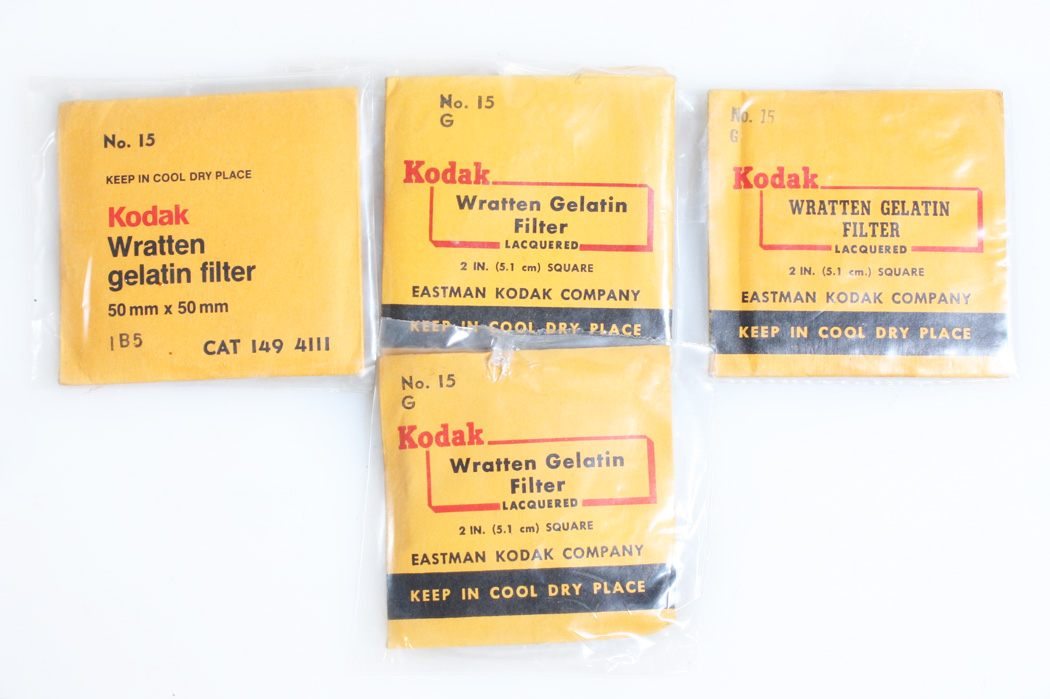 No. 15
KEEP IN COOL DRY PLACE
Kodak
Wratten
gelatin filter
50 mm x 50 mm
1B5
CAT 149 4111
No. 15
G
Kodak
Wratten Gelatin
Filter
LACQUERED
2 IN. (5.1 cm) SQUARE
EASTMAN KODAK COMPANY
KEEP IN COOL DRY PLACE
No. 15
G
Kodak
WRATTEN GELATIN
FILTER
LACQUERED
2 IN. (5.1 cm.) SQUARE
EASTMAN KODAK COMPANY
KEEP IN COOL DRY PLACE
No. 15
G
Kodak
Wratten Gelatin
Filter
LACQUERED
2 IN. (5.1 cm) SQUARE
EASTMAN KODAK COMPANY
KEEP IN COOL DRY PLACE